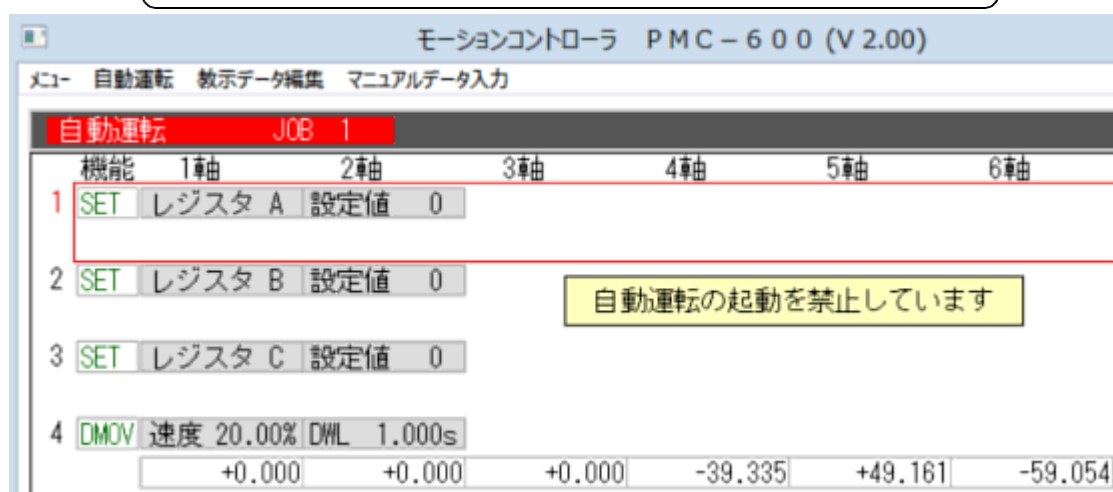 モーションコントローラ PMC-600 (V 2.00)
メニュー 自動運転 教示データ編集 マニュアルデータ入力
自動運転 JOB 1
機能 1軸 2軸 3軸 4軸 5軸 6軸
1 SET レジスタ A 設定値 0
2 SET レジスタ B 設定値 0
自動運転の起動を禁止しています
3 SET レジスタ C 設定値 0
4 DMOV 速度 20.00% DWL 1.000s
+0.000 +0.000 +0.000 -39.335 +49.161 -59.054